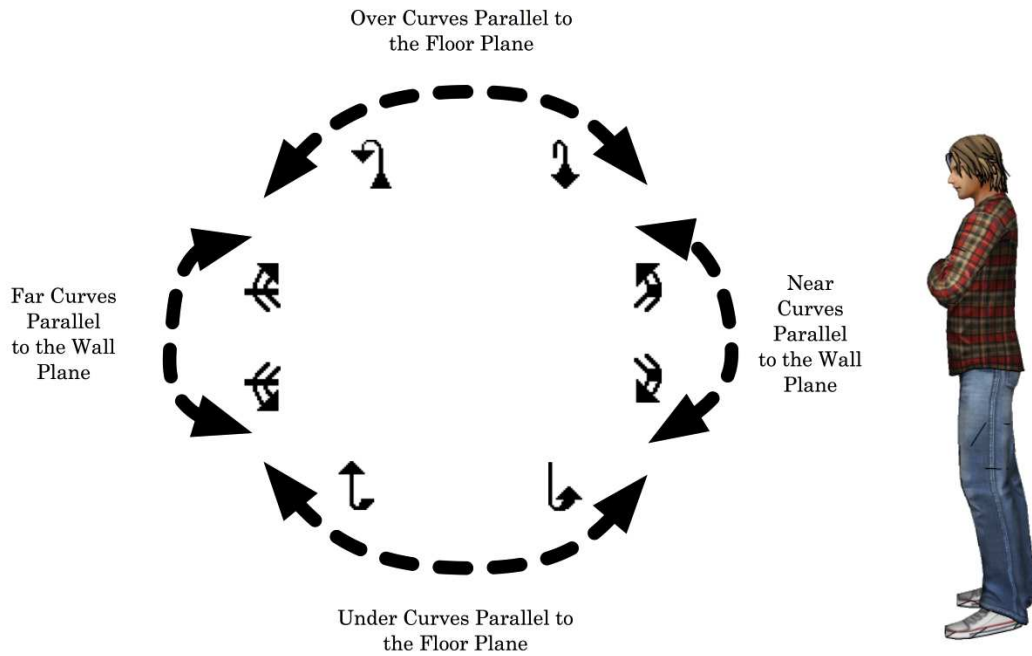 Over Curves Parallel to
the Floor Plane
Far Curves
Parallel
to the Wall
Plane
Near
Curves
Parallel
to the Wall
Plane
Under Curves Parallel to
the Floor Plane